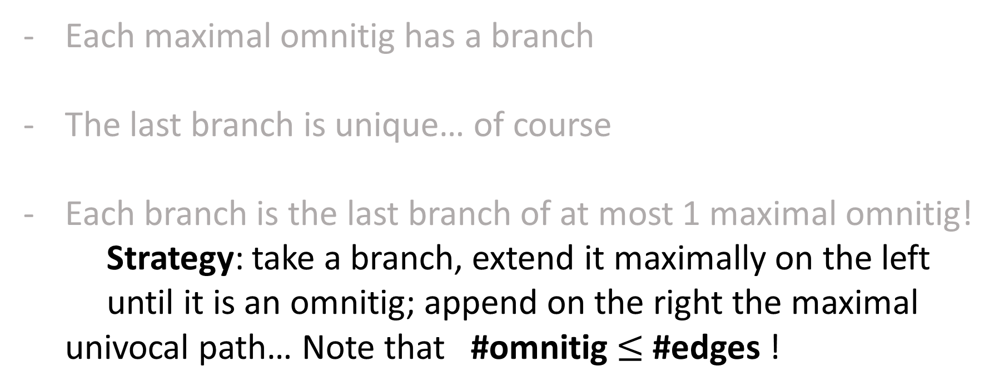 - Each maximal omnitig has a branch
- The last branch is unique... of course
- Each branch is the last branch of at most 1 maximal omnitig!
Strategy: take a branch, extend it maximally on the left
until it is an omnitig; append on the right the maximal
univocal path... Note that #omnitig ≤ #edges !